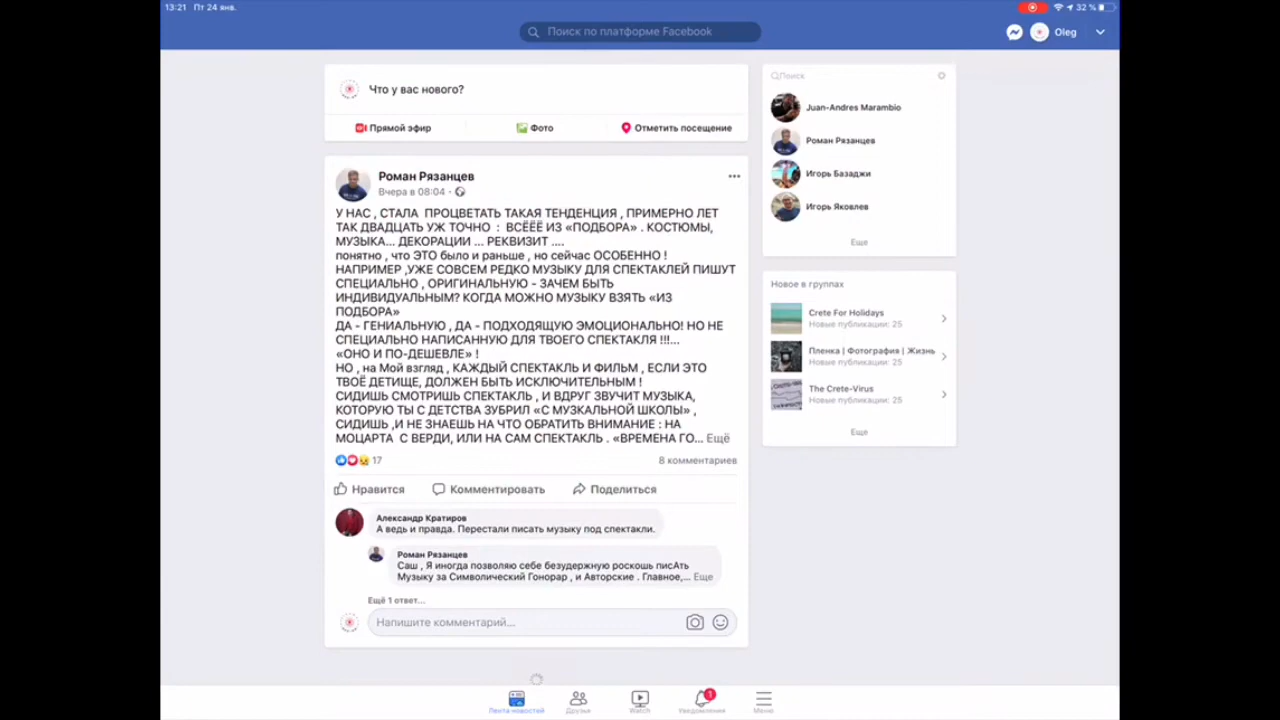 13:21 Пт 24 янв.
32 %
Поиск по платформе Facebook
Oleg
Что у вас нового?
Прямой эфир
Фото
Отметить посещение
Роман Рязанцев
Вчера в 08:04 ·
У НАС , СТАЛА ПРОЦВЕТАТЬ ТАКАЯ ТЕНДЕНЦИЯ , ПРИМЕРНО ЛЕТ
ТАК ДВАДЦАТЬ УЖ ТОЧНО : ВСЁЁЁ ИЗ «ПОДБОРА» . КОСТЮМЫ,
МУЗЫКА... ДЕКОРАЦИИ ... РЕКВИЗИТ ....
понятно , что ЭТО было и раньше , но сейчас ОСОБЕННО !
НАПРИМЕР ,УЖЕ СОВСЕМ РЕДКО МУЗЫКУ ДЛЯ СПЕКТАКЛЕЙ ПИШУТ
СПЕЦИАЛЬНО , ОРИГИНАЛЬНУЮ - ЗАЧЕМ БЫТЬ
ИНДИВИДУАЛЬНЫМ? КОГДА МОЖНО МУЗЫКУ ВЗЯТЬ «ИЗ
ПОДБОРА»
ДА - ГЕНИАЛЬНУЮ , ДА - ПОДХОДЯЩУЮ ЭМОЦИОНАЛЬНО! НО НЕ
СПЕЦИАЛЬНО НАПИСАННУЮ ДЛЯ ТВОЕГО СПЕКТАКЛЯ !!!...
«ОНО И ПО-ДЕШЕВЛЕ» !
НО , на Мой взгляд , КАЖДЫЙ СПЕКТАКЛЬ И ФИЛЬМ , ЕСЛИ ЭТО
ТВОЁ ДЕТИЩЕ, ДОЛЖЕН БЫТЬ ИСКЛЮЧИТЕЛЬНЫМ !
СИДИШЬ СМОТРИШЬ СПЕКТАКЛЬ , И ВДРУГ ЗВУЧИТ МУЗЫКА,
КОТОРУЮ ТЫ С ДЕТСТВА ЗУБРИЛ «С МУЗКАЛЬНОЙ ШКОЛЫ» ,
СИДИШЬ ,И НЕ ЗНАЕШЬ НА ЧТО ОБРАТИТЬ ВНИМАНИЕ : НА
МОЦАРТА С ВЕРДИ, ИЛИ НА САМ СПЕКТАКЛЬ . «ВРЕМЕНА ГО... Ещё
17
8 комментариев
Нравится
Комментировать
Поделиться
Александр Кратиров
А ведь и правда. Перестали писать музыку под спектакли.
Роман Рязанцев
Саш , Я иногда позволяю себе безудержную роскошь писАть
Музыку за Символический Гонорар , и Авторские . Главное,... Еще
Ещё 1 ответ...
Напишите комментарий...
Поиск
Juan-Andres Marambio
Роман Рязанцев
Игорь Базаджи
Игорь Яковлев
Еще
Новое в группах
Crete For Holidays
Новые публикации: 25
Пленка | Фотография | Жизнь
Новые публикации: 25
The Crete-Virus
Новые публикации: 25
Еще
Лента новостей
Друзья
Watch
1
Уведомления
Меню